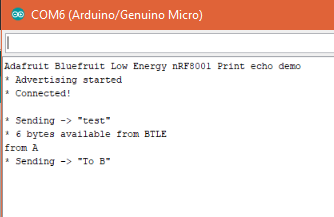 COM6 (Arduino/Genuino Micro)
Adafruit Bluefruit Low Energy nRF8001 Print echo demo
* Advertising started
* Connected!
* Sending -> "test"
* 6 bytes available from BTLE
from A
* Sending -> "To B"